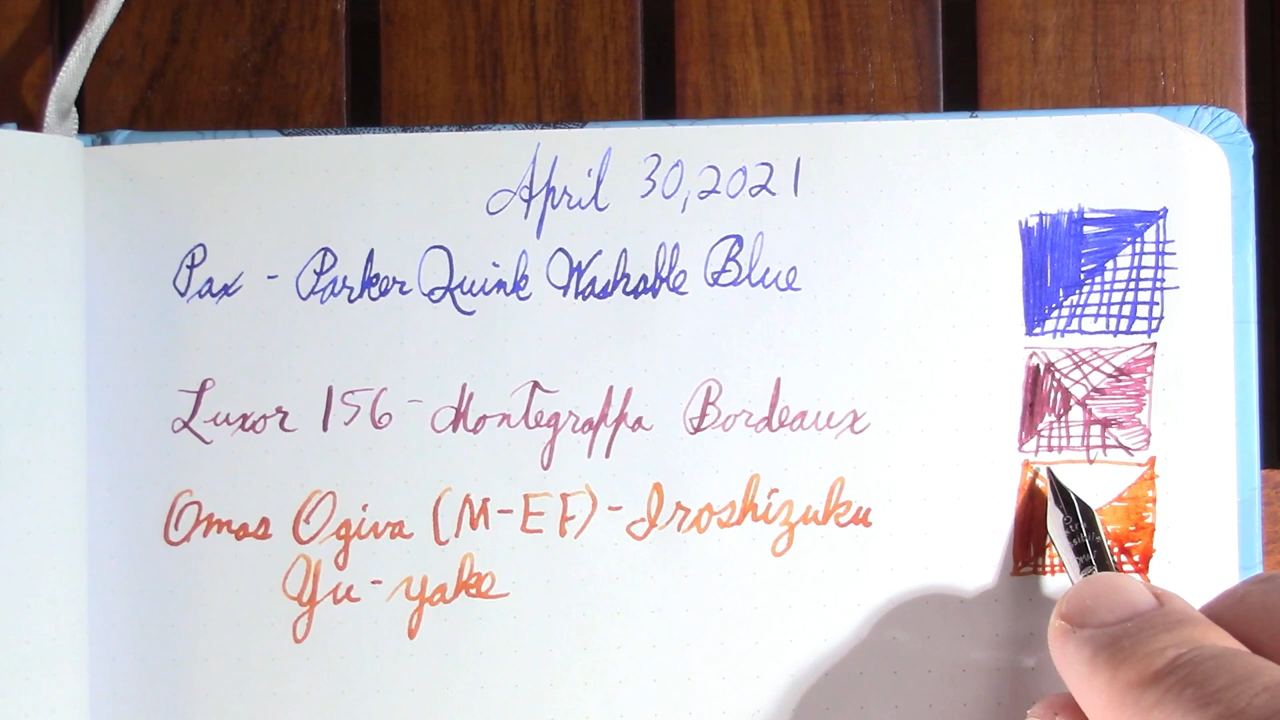 April 30, 2021
Pax - Parker Quink Washable Blue
Luxor 156 - Montegrappa Bordeaux
Omas Ogiva (M-EF) - Iroshizuku
Yu-yake